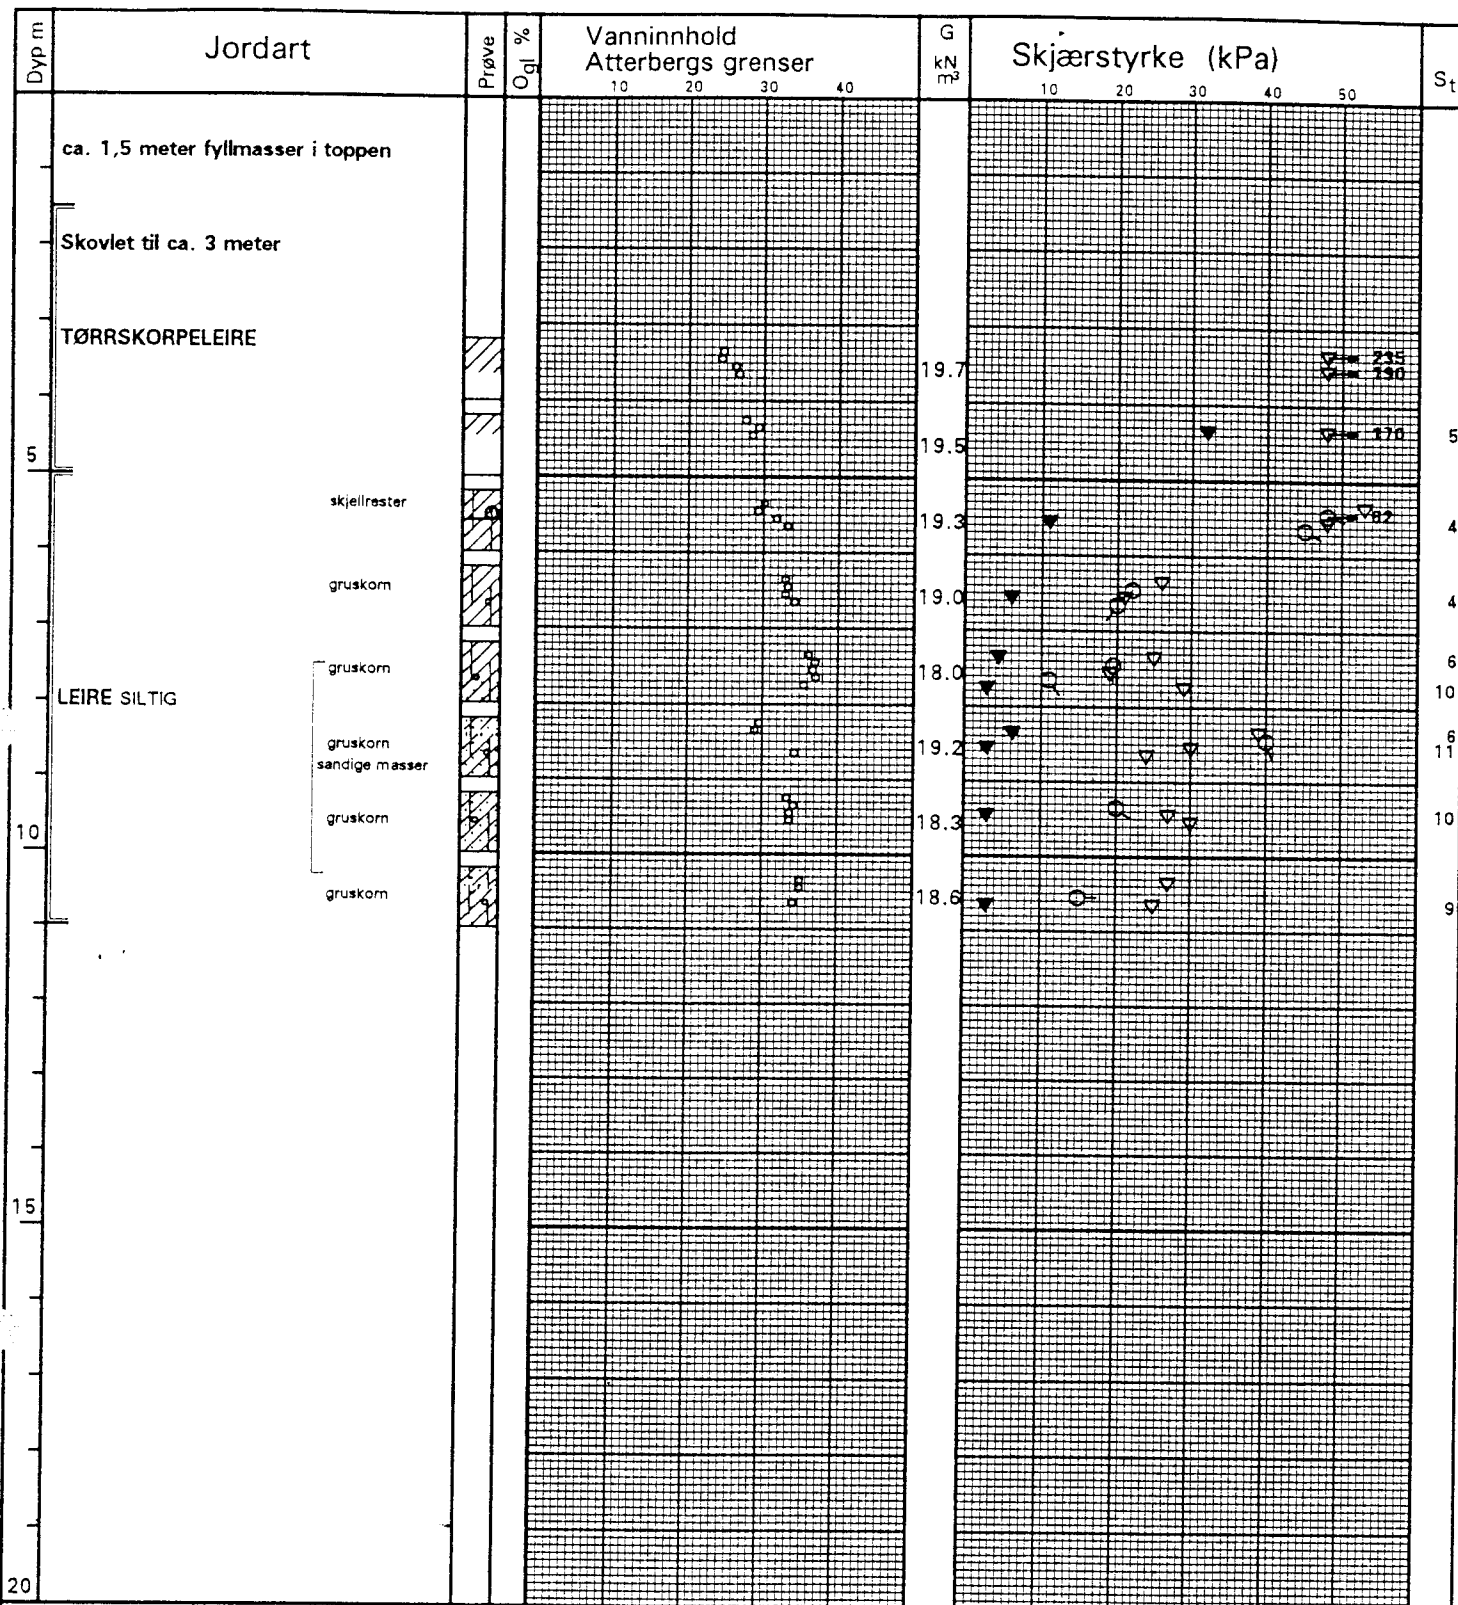 Dyp m
Jordart
Prøve
Ogl %
Vanninnhold
Atterbergs grenser
10 20 30 40
G
kN
m³
Skjærstyrke (kPa)
10 20 30 40 50
St
ca. 1,5 meter fyllmasser i toppen
Skovlet til ca. 3 meter
TØRRSKORPELEIRE
235
19.7
190
170
5
19.5
5
skjellrester
82
19.3
4
gruskorn
19.0
4
gruskorn
6
18.0
LEIRE SILTIG
10
gruskorn
6
19.2
11
sandige masser
gruskorn
10
18.3
10
gruskorn
18.6
9
15
20